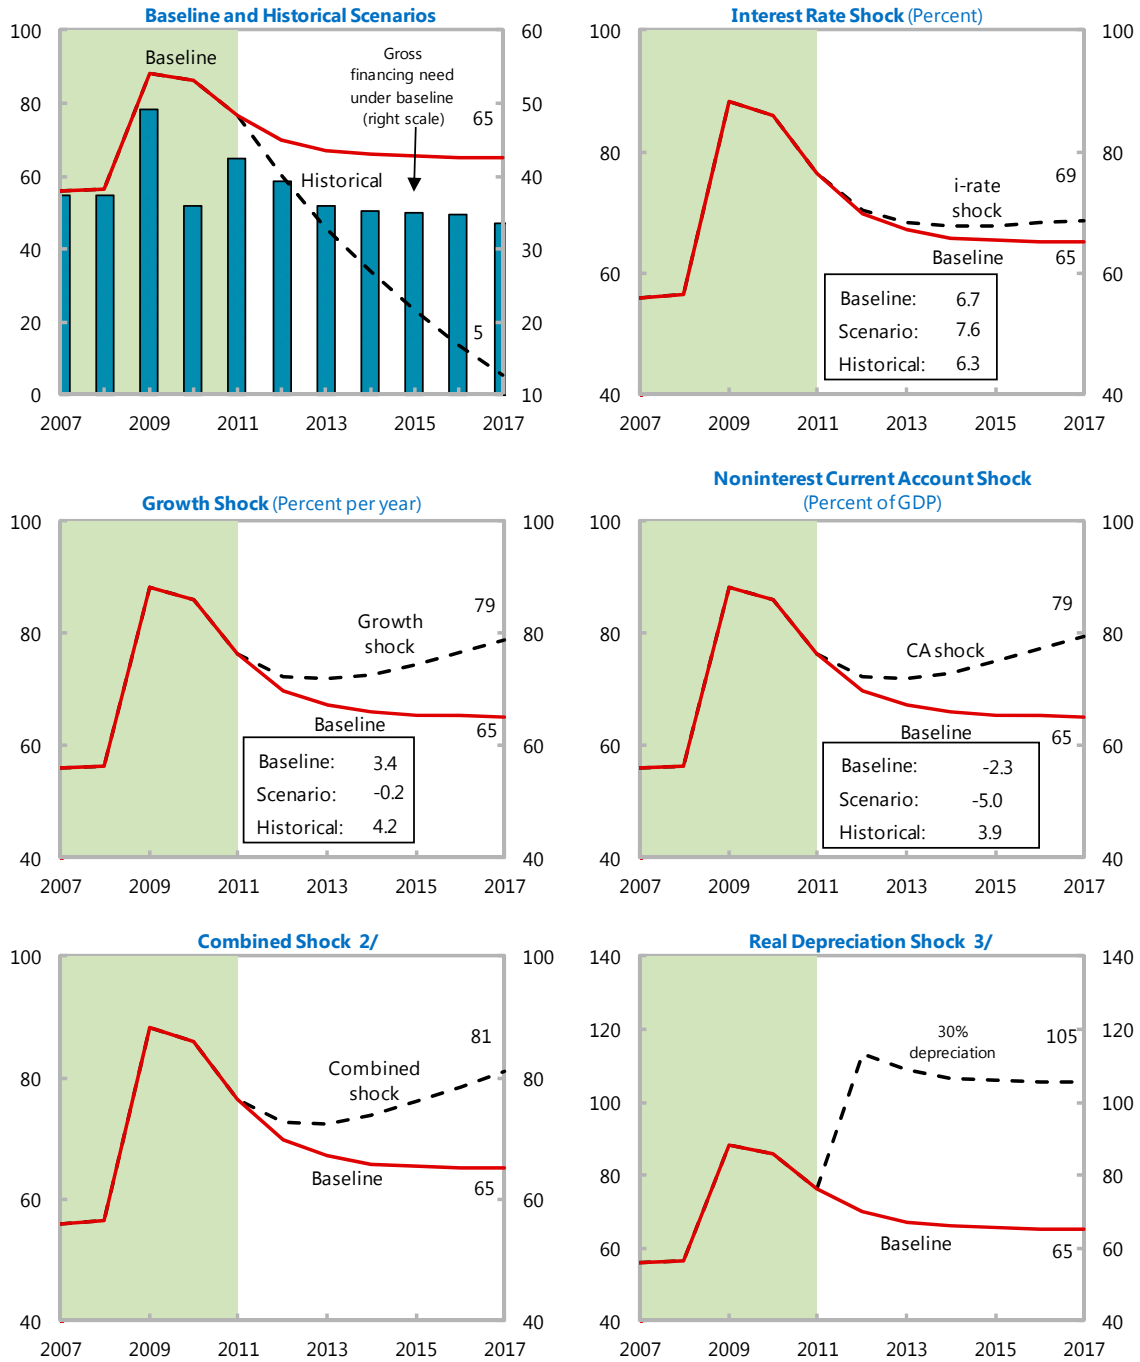 Baseline and Historical Scenarios
100
80
60
40
20
0
60
50
40
30
20
10
Baseline
Gross
financing need
under baseline
(right scale)
65
Historical
5
2007 2009 2011 2013 2015 2017
Interest Rate Shock (Percent)
100
80
60
40
100
80
60
40
69
i-rate
shock
Baseline
65
Baseline: 6.7
Scenario: 7.6
Historical: 6.3
2007 2009 2011 2013 2015 2017
Growth Shock (Percent per year)
100
80
60
40
100
80
60
40
79
Growth
shock
Baseline
65
Baseline: 3.4
Scenario: -0.2
Historical: 4.2
2007 2009 2011 2013 2015 2017
Noninterest Current Account Shock
(Percent of GDP)
100
80
60
40
100
80
60
40
79
CA shock
Baseline
65
Baseline: -2.3
Scenario: -5.0
Historical: 3.9
2007 2009 2011 2013 2015 2017
Combined Shock 2/
100
80
60
40
100
80
60
40
81
Combined
shock
Baseline
65
2007 2009 2011 2013 2015 2017
Real Depreciation Shock 3/
140
120
100
80
60
40
140
120
100
80
60
40
30%
depreciation
105
Baseline
65
2007 2009 2011 2013 2015 2017